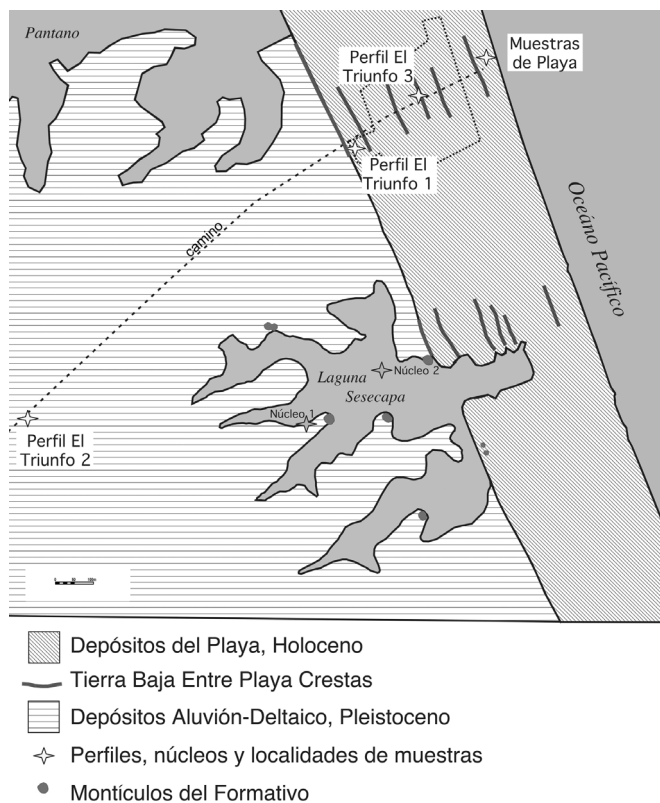 Pantano
Perfil El
Triunfo 3
Muestras
de Playa
Perfil El
Triunfo 1
camino
Oceáno Pacífico
Laguna
Sesecapa
Núcleo 2
Núcleo 1
Perfil El
Triunfo 2
Depósitos del Playa, Holoceno
Tierra Baja Entre Playa Crestas
Depósitos Aluvión-Deltaico, Pleistoceno
Perfiles, núcleos y localidades de muestras
Montículos del Formativo